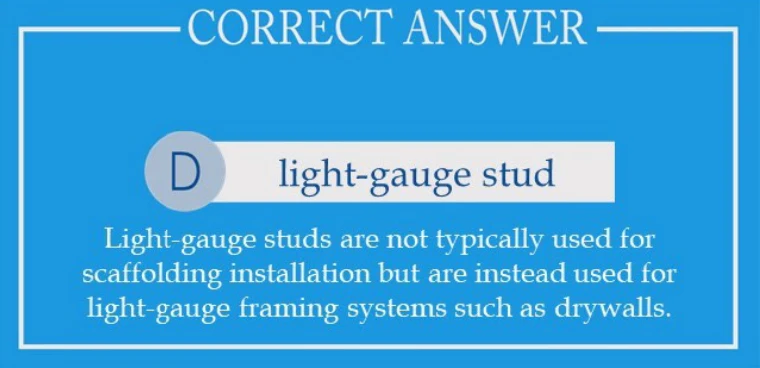 CORRECT ANSWER
D light-gauge stud
Light-gauge studs are not typically used for
scaffolding installation but are instead used for
light-gauge framing systems such as drywalls.